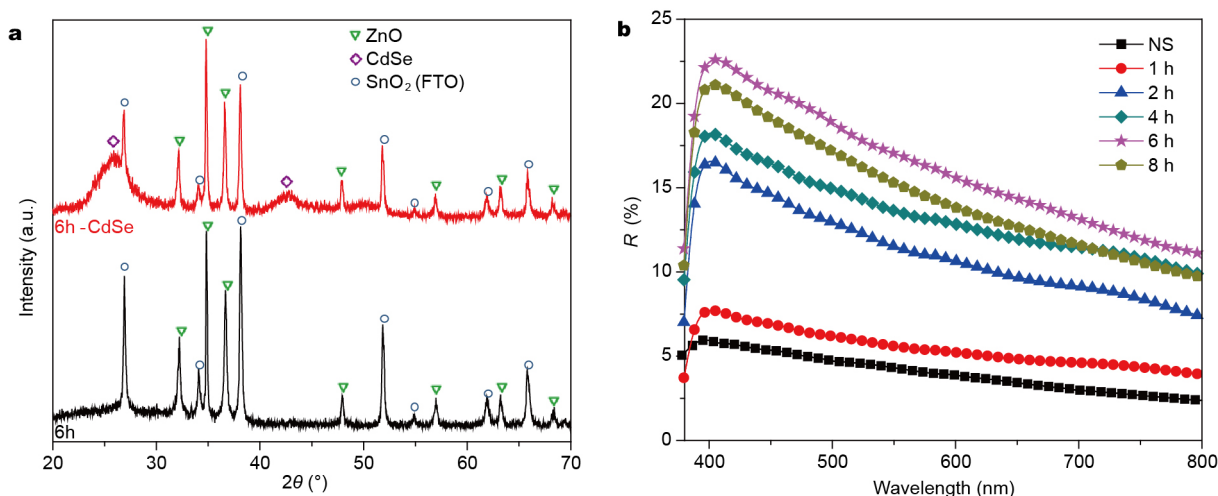 a
ZnO
CdSe
SnO₂ (FTO)
Intensity (a.u.)
6h -CdSe
6h
20 30 40 50 60 70
2θ (°)
b
25
20
15
10
5
0
R (%)
NS
1 h
2 h
4 h
6 h
8 h
400 500 600 700 800
Wavelength (nm)